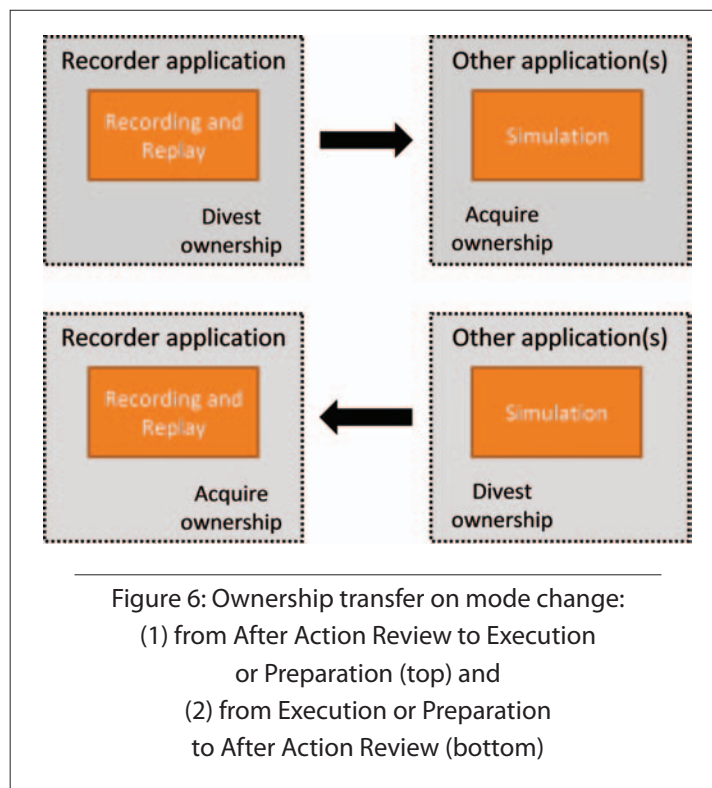 Recorder application
Recording and
Replay
Divest
ownership
Other application(s)
Simulation
Acquire
ownership
Recorder application
Recording and
Replay
Acquire
ownership
Other application(s)
Simulation
Divest
ownership
Figure 6: Ownership transfer on mode change:
(1) from After Action Review to Execution
or Preparation (top) and
(2) from Execution or Preparation
to After Action Review (bottom)